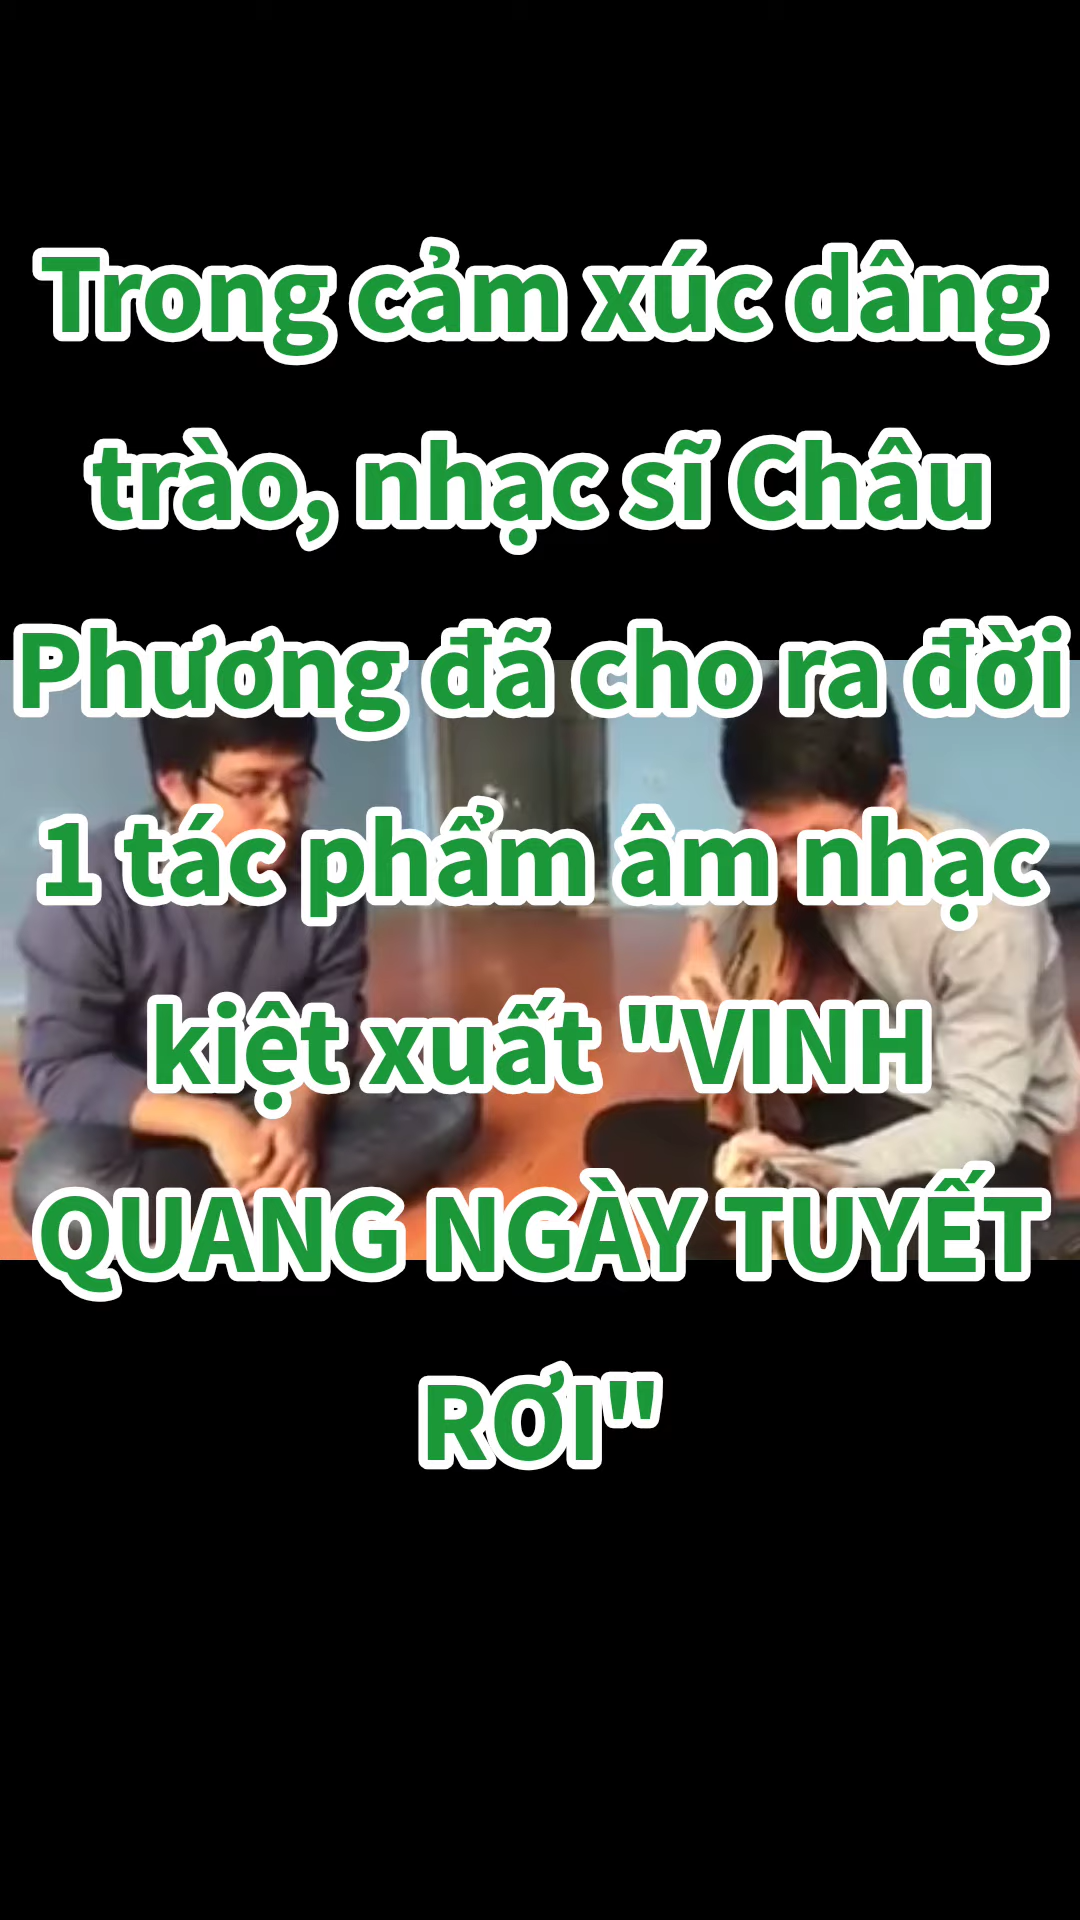 Trong cảm xúc dâng
trào, nhạc sĩ Châu
Phương đã cho ra đời
1 tác phẩm âm nhạc
kiệt xuất "VINH
QUANG NGÀY TUYẾT
RƠI"